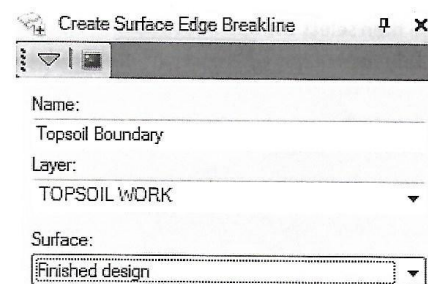 Create Surface Edge Breakline
Name:
Topsoil Boundary
Layer:
TOPSOIL WORK
Surface:
Finished design